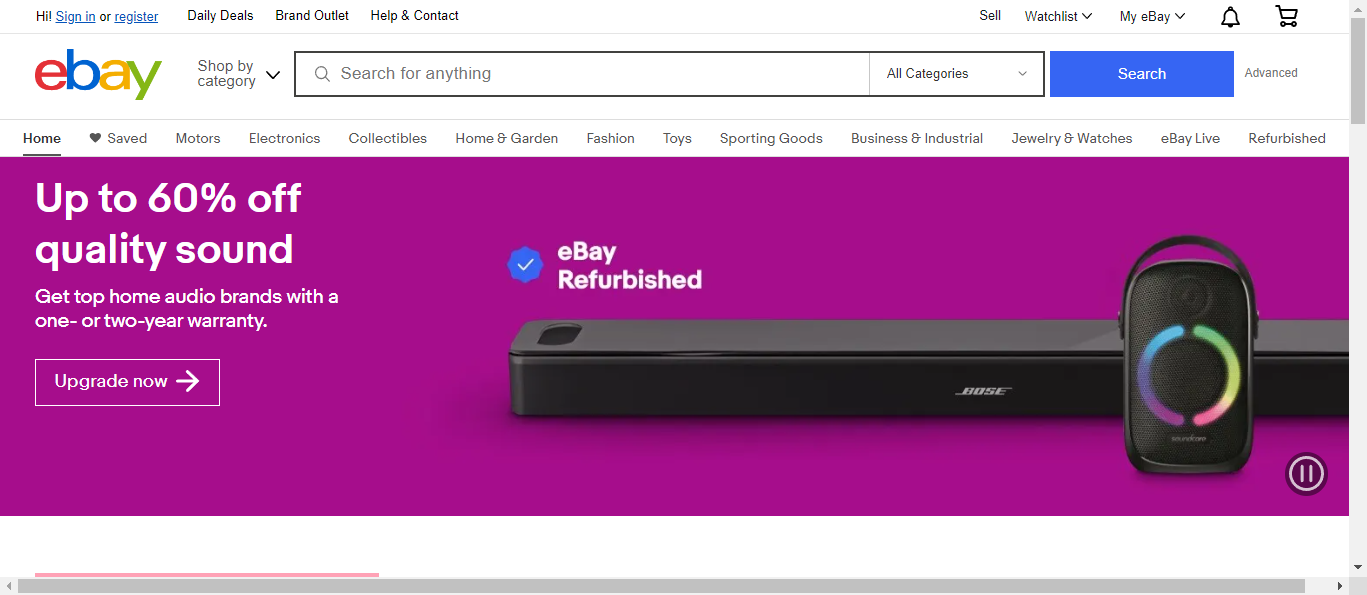 Hi! Sign in or register
Daily Deals
Brand Outlet
Help & Contact
Sell
Watchlist
My eBay
ebay
Shop by
category
Search for anything
All Categories
Search
Advanced
Home
Saved
Motors
Electronics
Collectibles
Home & Garden
Fashion
Toys
Sporting Goods
Business & Industrial
Jewelry & Watches
eBay Live
Refurbished
Up to 60% off
quality sound
Get top home audio brands with a
one- or two-year warranty.
Upgrade now
eBay
Refurbished
BOSE
soundcore